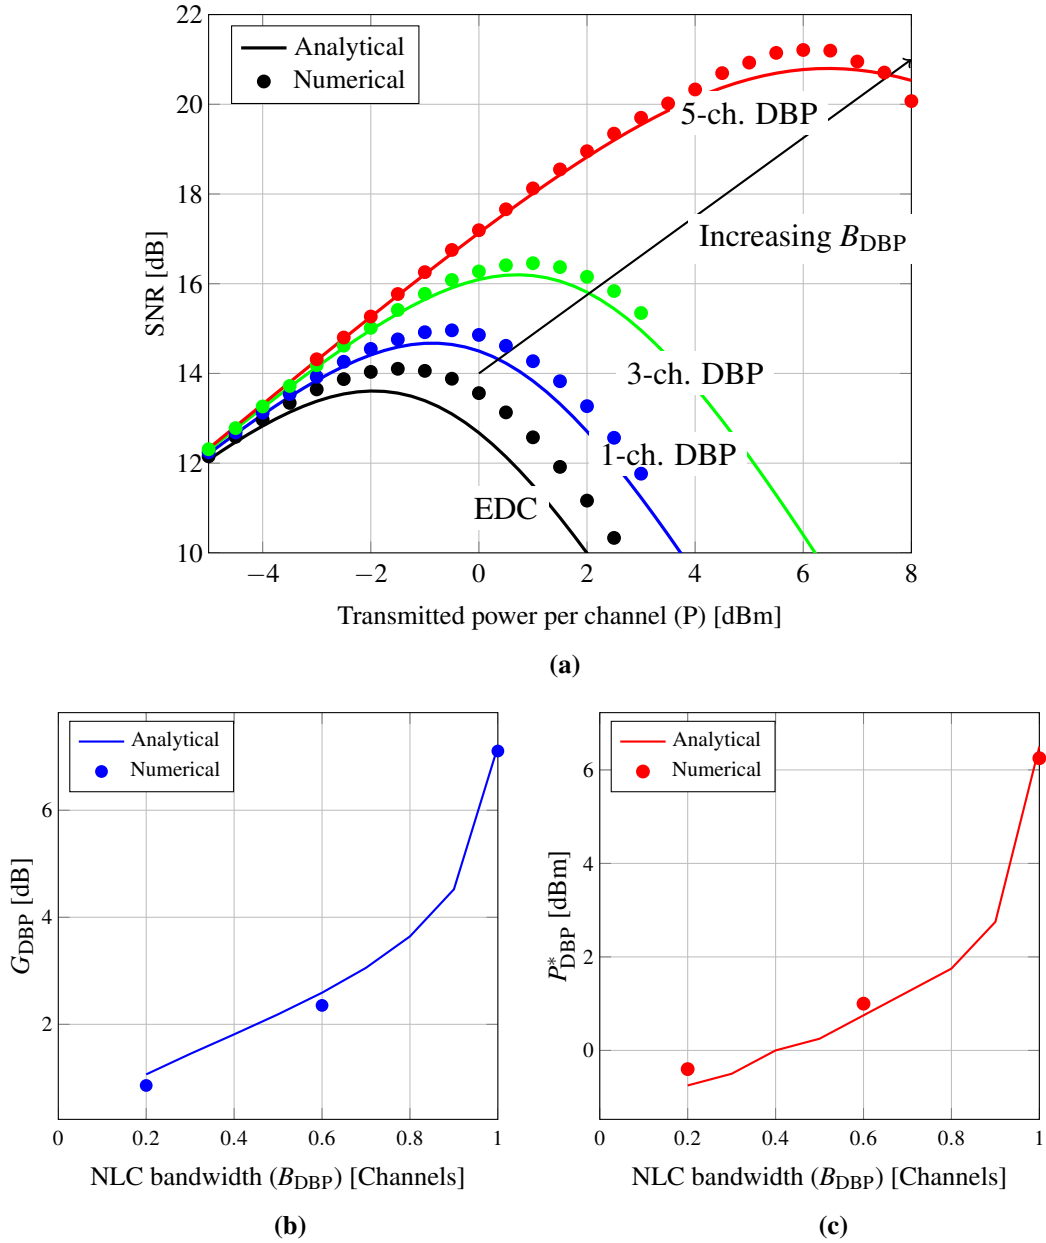 22
20
18
16
14
12
10
SNR [dB]
Analytical
Numerical
5-ch. DBP
Increasing B_DBP
3-ch. DBP
1-ch. DBP
EDC
−4 −2 0 2 4 6 8
Transmitted power per channel (P) [dBm]
(a)
6
4
2
G_DBP [dB]
Analytical
Numerical
0 0.2 0.4 0.6 0.8 1
NLC bandwidth (B_DBP) [Channels]
(b)
6
4
2
0
P*_DBP [dBm]
Analytical
Numerical
0 0.2 0.4 0.6 0.8 1
NLC bandwidth (B_DBP) [Channels]
(c)